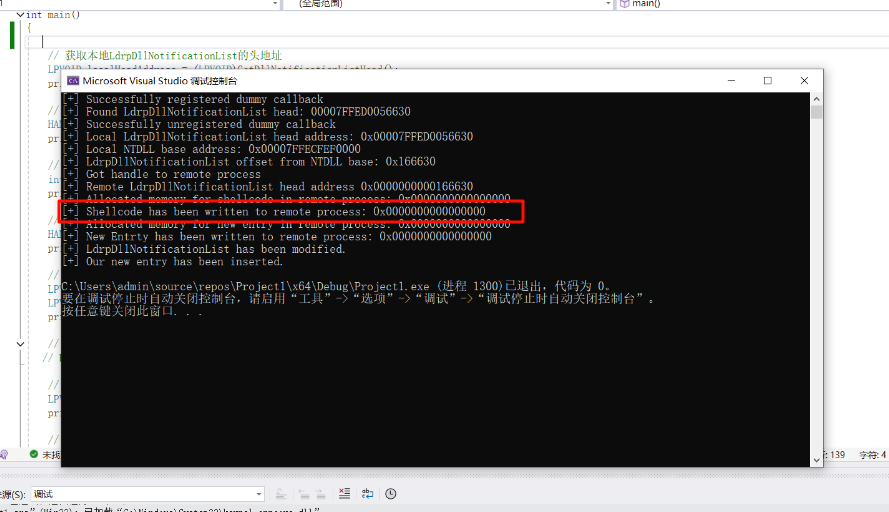 (全局范围)
main()
int main()
{
// 获取本地LdrpDllNotificationList的头地址
Microsoft Visual Studio 调试控制台
[+] Successfully registered dummy callback
[+] Found LdrpDllNotificationList head: 00007FFED0056630
[+] Successfully unregistered dummy callback
[+] Local LdrpDllNotificationList head address: 0x00007FFED0056630
[+] Local NTDLL base address: 0x00007FFECFEF0000
[+] LdrpDllNotificationList offset from NTDLL base: 0x166630
[+] Got handle to remote process
[+] Remote LdrpDllNotificationList head address 0x0000000000166630
[+] Allocated memory for shellcode in remote process: 0x0000000000000000
[+] Shellcode has been written to remote process: 0x0000000000000000
[+] Allocated memory for new entry in remote process: 0x0000000000000000
[+] New Entrty has been written to remote process: 0x0000000000000000
[+] LdrpDllNotificationList has been modified.
[+] Our new entry has been inserted.
C:\Users\admin\source\repos\Project1\x64\Debug\Project1.exe (进程 1300)已退出，代码为 0。
要在调试停止时自动关闭控制台，请启用“工具”->“选项”->“调试”->“调试停止时自动关闭控制台”。
按任意键关闭此窗口. . .
139
字符: 4
源(S):
调试